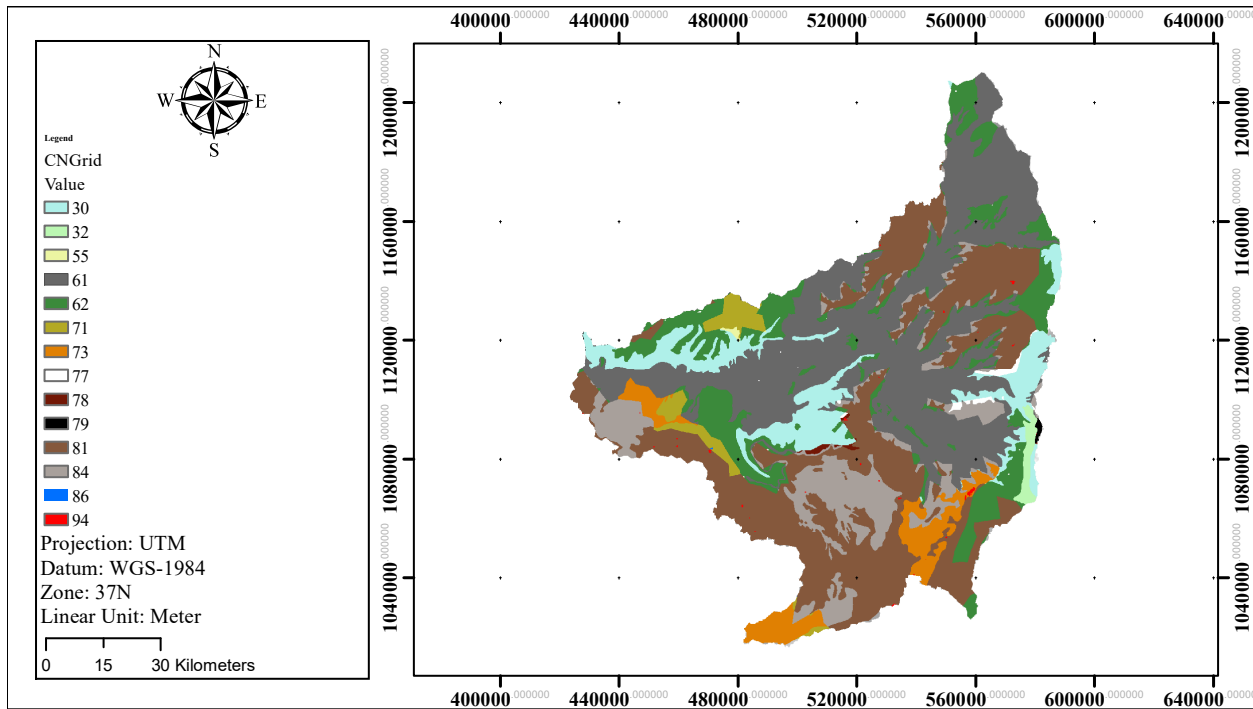 400000.000000 440000.000000 480000.000000 520000.000000 560000.000000 600000.000000 640000.000000
N
W E
S
Legend
CNGrid
Value
30
32
55
61
62
71
73
77
78
79
81
84
86
94
Projection: UTM
Datum: WGS-1984
Zone: 37N
Linear Unit: Meter
0 15 30 Kilometers
1200000.000000
1160000.000000
1120000.000000
1080000.000000
1040000.000000
1200000.000000
1160000.000000
1120000.000000
1080000.000000
1040000.000000
400000.000000 440000.000000 480000.000000 520000.000000 560000.000000 600000.000000 640000.000000